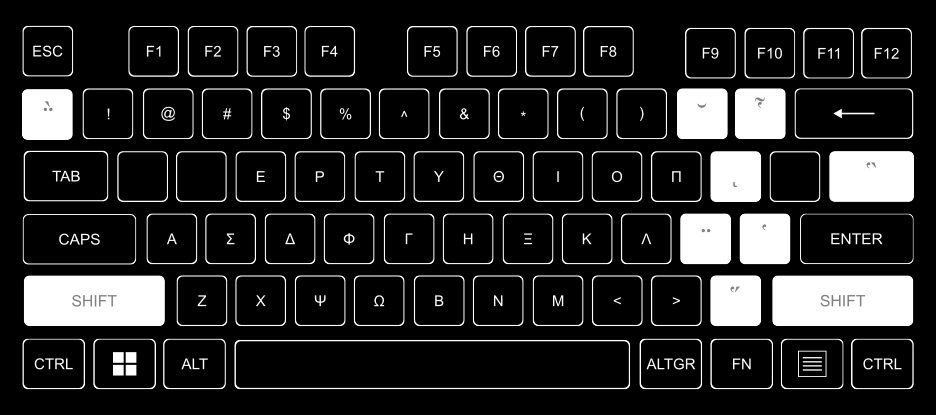 ESC F1 F2 F3 F4 F5 F6 F7 F8 F9 F10 F11 F12
! @ # $ % ^ & * ( ) ←
TAB Ε Ρ Τ Υ Θ Ι Ο Π
CAPS Α Σ Δ Φ Γ Η Ξ Κ Λ ¨ ENTER
SHIFT Ζ Χ Ψ Ω Β Ν Μ < > SHIFT
CTRL ALT ALTGR FN CTRL